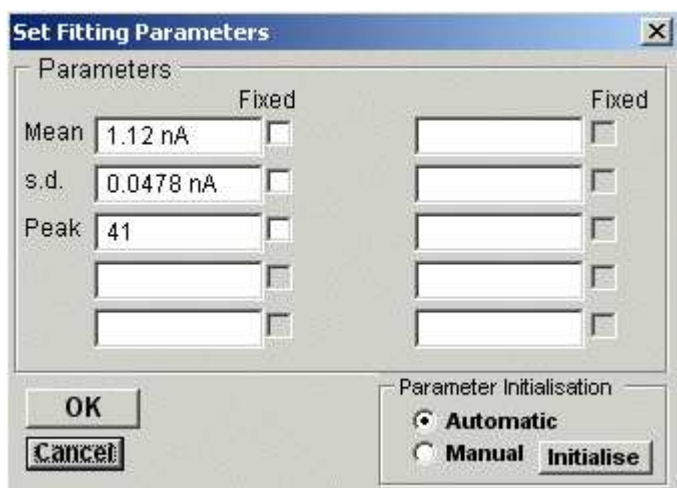 Set Fitting Parameters
Parameters
Fixed Fixed
Mean 1.12 nA
s.d. 0.0478 nA
Peak 41
Parameter Initialisation
OK
Automatic
Cancel
Manual Initialise